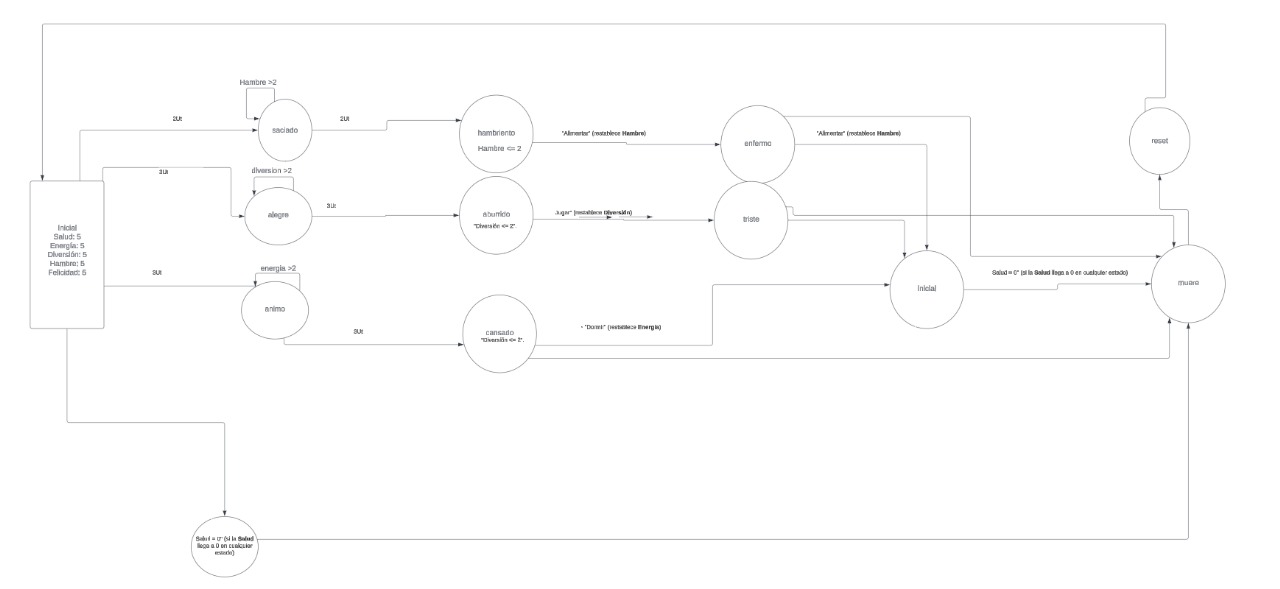 Hambre >2
2Ut
saciado
2Ut
hambriento
Hambre <= 2
"Alimentar" (restablece Hambre)
enfermo
"Alimentar" (restablece Hambre)
reset
3Ut
diversion >2
alegre
3Ut
aburrido
"Diversión <= 2"
Jugar" (restablece Diversión)
triste
Inicial
Salud: 5
Energía: 5
Diversión: 5
Hambre: 5
Felicidad: 5
3Ut
energia >2
animo
3Ut
cansado
"Diversión <= 2".
• "Dormir" (restablece Energía)
inicial
Salud = 0" (si la Salud llega a 0 en cualquier estado)
muere
Salud = 0" (si la Salud
llega a 0 en cualquier
estado)